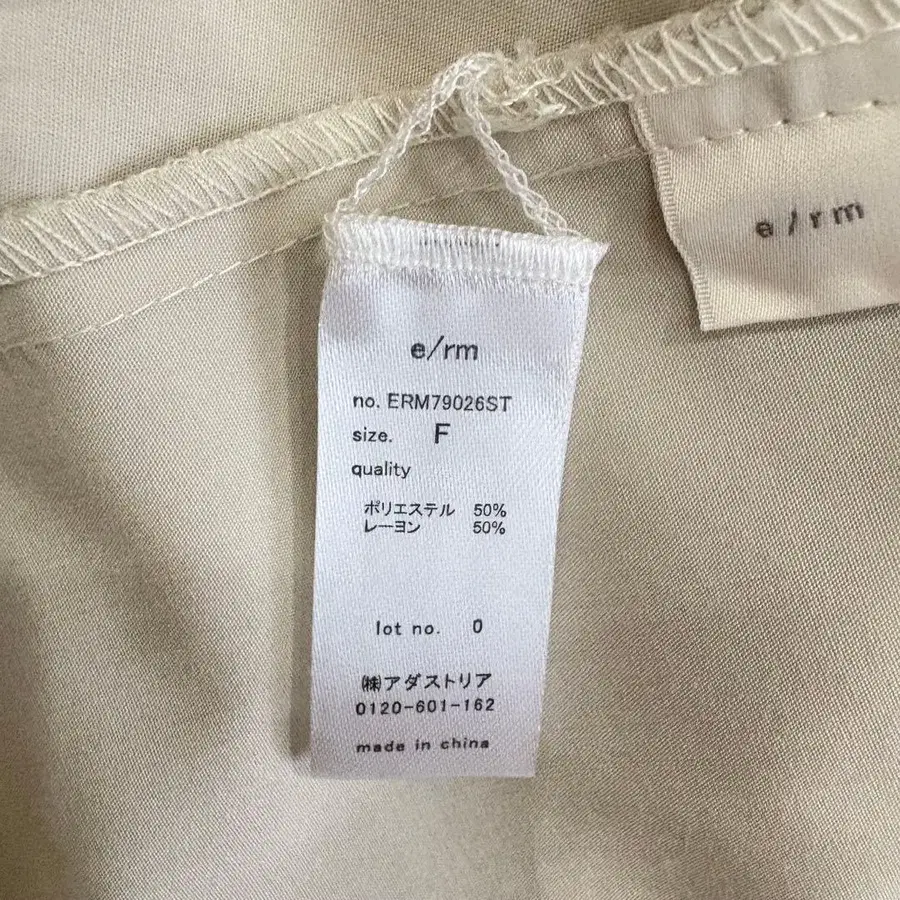 e/rm
e/rm
no. ERM79026ST
size. F
quality
ポリエステル 50%
レーヨン 50%
lot no. 0
㈱アダストリア
0120-601-162
made in china